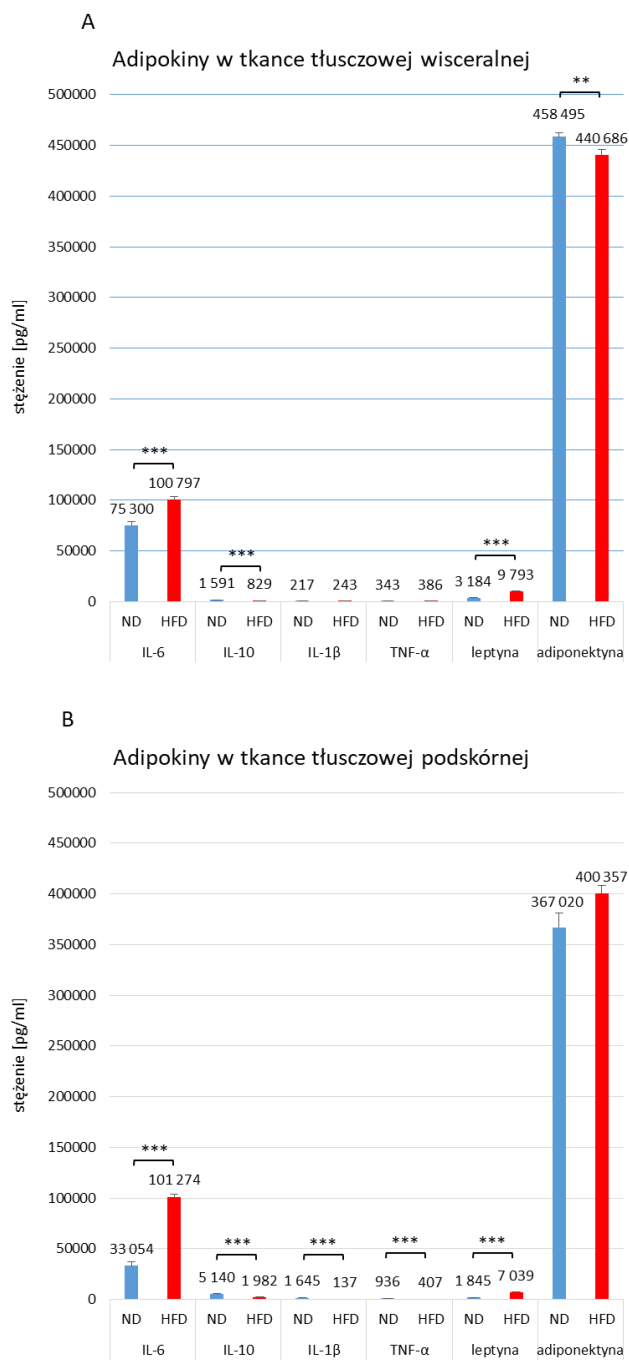 A
Adipokiny w tkance tłusczowej wisceralnej
500000
**
458 495
440 686
450000
400000
350000
300000
stężenie [pg/ml]
250000
200000
150000
***
100 797
100000
75 300
***
***
50000
1 591 829 217 243 343 386 3 184 9 793
0
ND HFD ND HFD ND HFD ND HFD ND HFD ND HFD
IL-6 IL-10 IL-1β TNF-α leptyna adiponektyna
B
Adipokiny w tkance tłusczowej podskórnej
500000
450000
400 357
400000
367 020
350000
300000
stężenie [pg/ml]
250000
200000
150000
***
101 274
100000
33 054
*** *** *** ***
50000
5 140 1 982 1 645 137 936 407 1 845 7 039
0
ND HFD ND HFD ND HFD ND HFD ND HFD ND HFD
IL-6 IL-10 IL-1β TNF-α leptyna adiponektyna